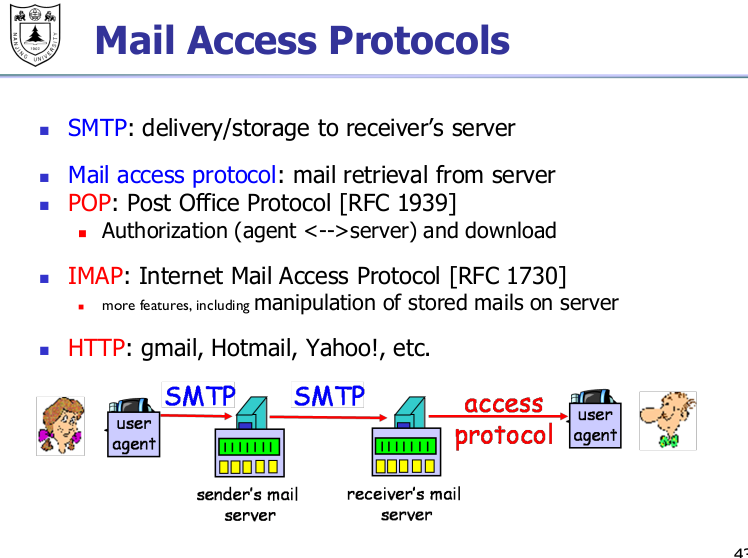 NANJING UNIVERSITY
1902
Mail Access Protocols
SMTP: delivery/storage to receiver’s server
Mail access protocol: mail retrieval from server
POP: Post Office Protocol [RFC 1939]
Authorization (agent <-->server) and download
IMAP: Internet Mail Access Protocol [RFC 1730]
more features, including manipulation of stored mails on server
HTTP: gmail, Hotmail, Yahoo!, etc.
SMTP
SMTP
access
protocol
user
agent
user
agent
sender’s mail
server
receiver’s mail
server